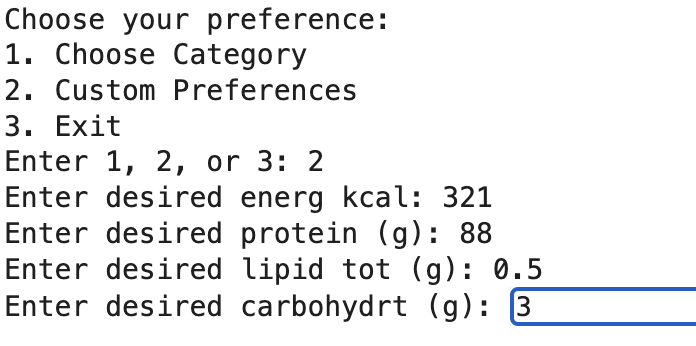 Choose your preference:
1. Choose Category
2. Custom Preferences
3. Exit
Enter 1, 2, or 3: 2
Enter desired energ kcal: 321
Enter desired protein (g): 88
Enter desired lipid tot (g): 0.5
Enter desired carbohydrt (g): 3